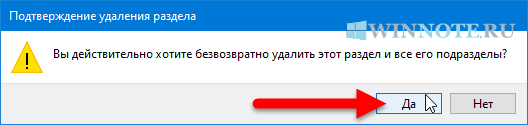 Подтверждение удаления раздела
WINNOTE.RU
Вы действительно хотите безвозвратно удалить этот раздел и все его подразделы?
Да
Нет